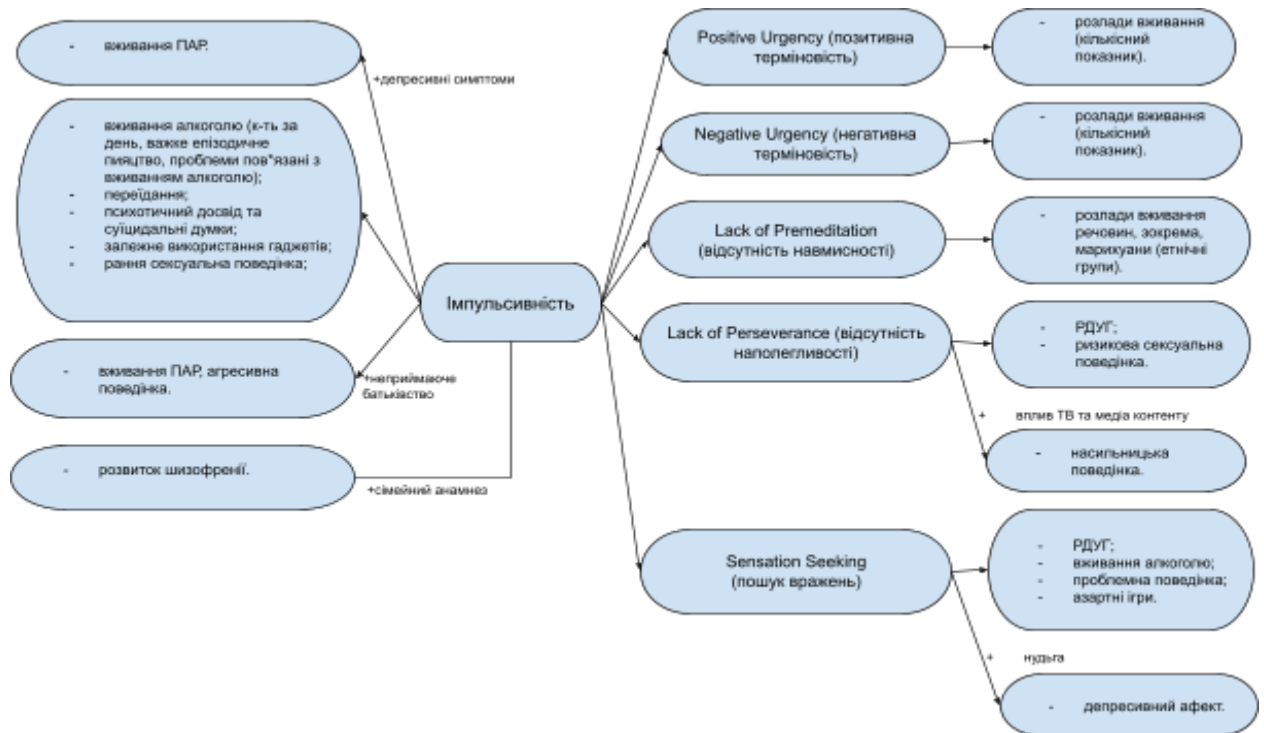 - вживання ПАР.
+депресивні симптоми
- вживання алкоголю (к-ть за
день, важке епізодичне
пияцтво, проблеми пов"язані з
вживанням алкоголю);
- переїдання;
- психотичний досвід та
суїцидальні думки;
- залежне використання гаджетів;
- рання сексуальна поведінка;
- вживання ПАР, агресивна
поведінка.
+неприймаюче
батьківство
- розвиток шизофренії.
+сімейний анамнез
Імпульсивність
Positive Urgency (позитивна
терміновість)
- розлади вживання
(кількісний
показник).
Negative Urgency (негативна
терміновість)
- розлади вживання
(кількісний
показник).
Lack of Premeditation
(відсутність навмисності)
- розлади вживання
речовин, зокрема,
марихуани (етнічні
групи).
Lack of Perseverance (відсутність
наполегливості)
- РДУГ;
- ризикова сексуальна
поведінка.
+ вплив ТВ та медіа контенту
- насильницька
поведінка.
Sensation Seeking
(пошук вражень)
- РДУГ;
- вживання алкоголю;
- проблемна поведінка;
- азартні ігри.
+ нудьга
- депресивний афект.